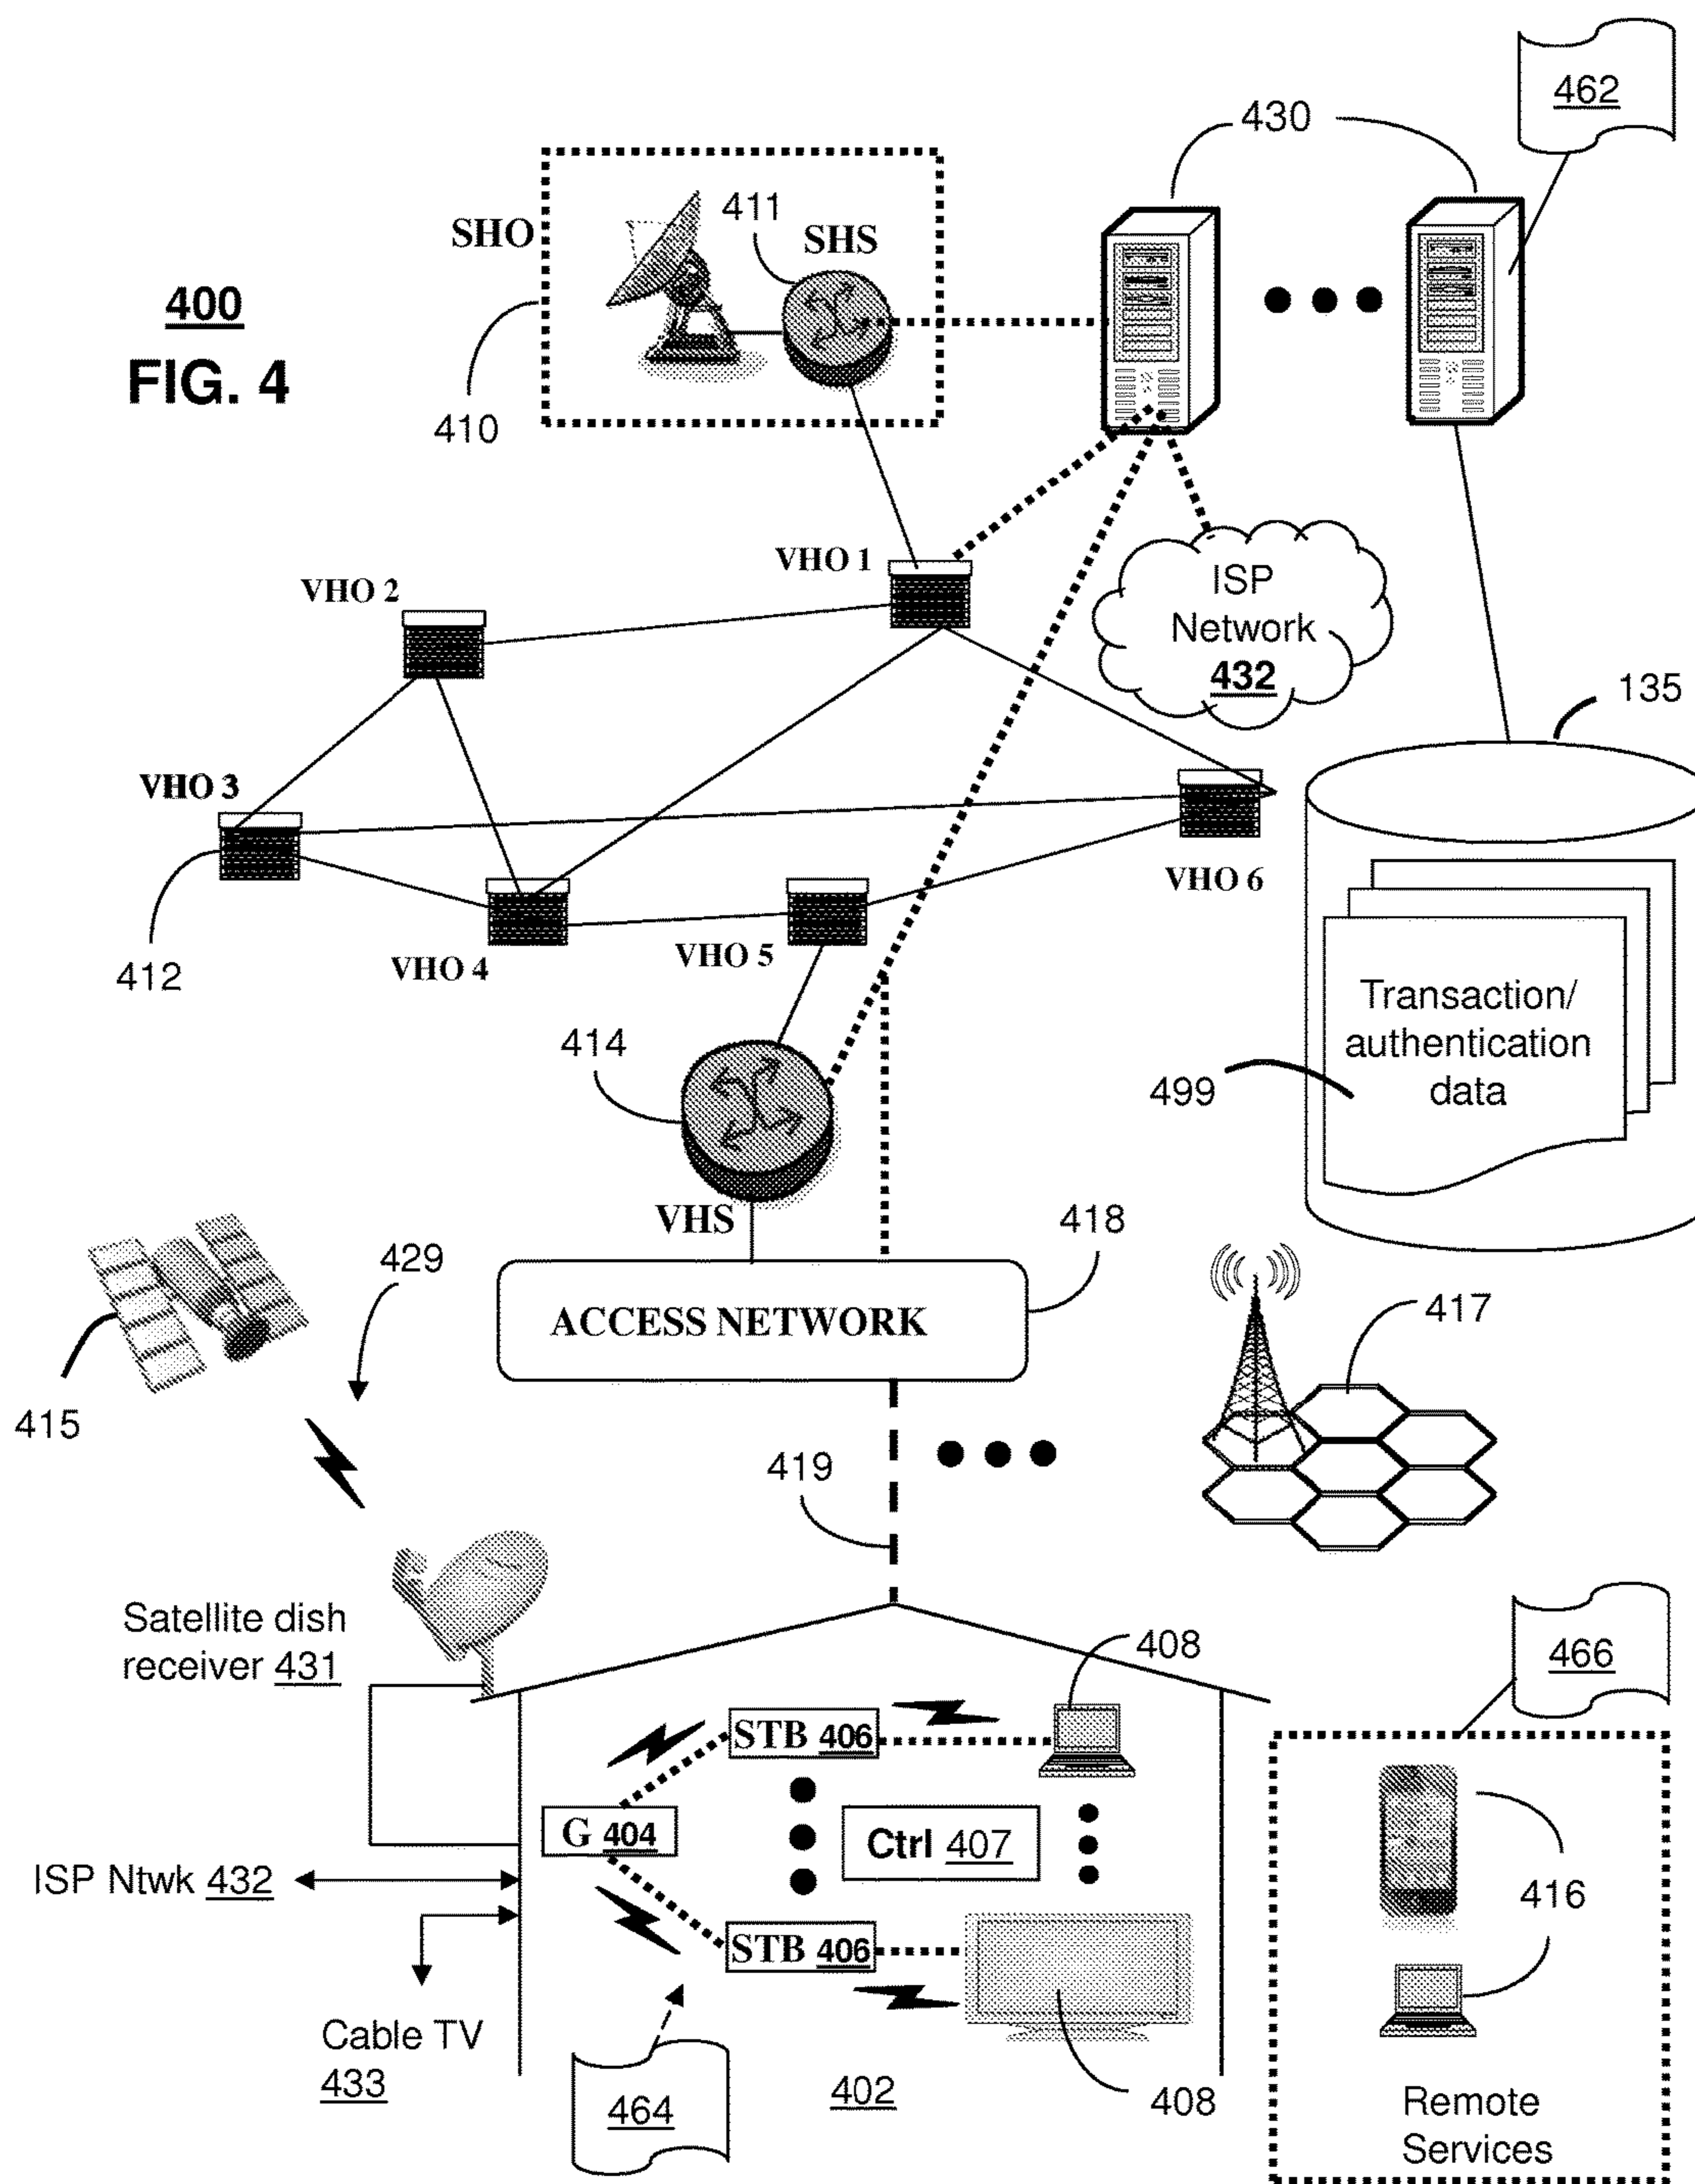 462
430
411
SHO
SHS
400
FIG. 4
410
VHO 1
ISP
Network
432
VHO 2
135
VHO 3
VHO 6
VHO 5
VHO 4
412
Transaction/
authentication
data
414
499
VHS
418
429
ACCESS NETWORK
417
415
419
Satellite dish
receiver 431
408
466
STB 406
G 404
Ctrl 407
ISP Ntwk 432
416
STB 406
Cable TV
433
464
402
408
Remote
Services